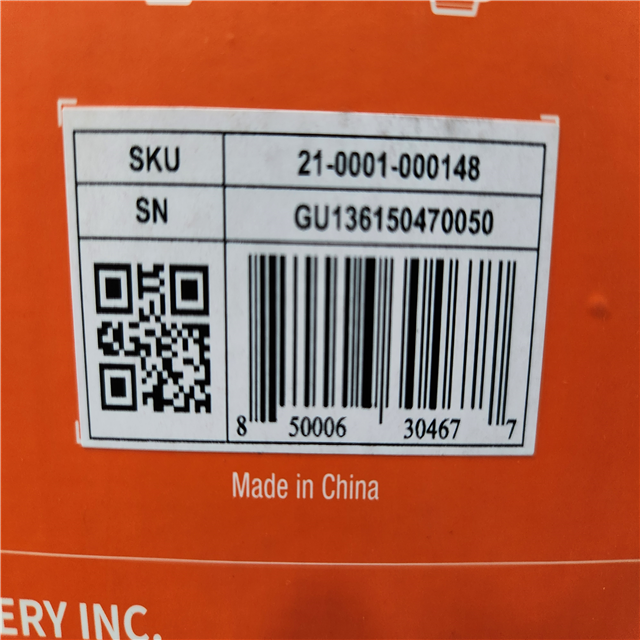 SKU 21-0001-000148
SN GU136150470050
8 50006 30467 7
Made in China
ERY INC.